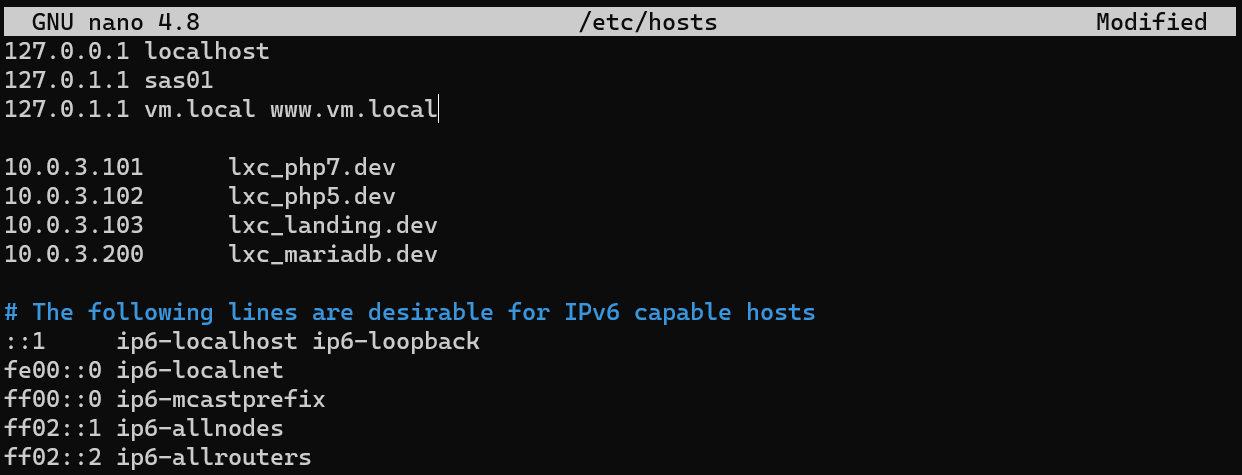 GNU nano 4.8 /etc/hosts Modified
127.0.0.1 localhost
127.0.1.1 sas01
127.0.1.1 vm.local www.vm.local
10.0.3.101 lxc_php7.dev
10.0.3.102 lxc_php5.dev
10.0.3.103 lxc_landing.dev
10.0.3.200 lxc_mariadb.dev
# The following lines are desirable for IPv6 capable hosts
::1 ip6-localhost ip6-loopback
fe00::0 ip6-localnet
ff00::0 ip6-mcastprefix
ff02::1 ip6-allnodes
ff02::2 ip6-allrouters